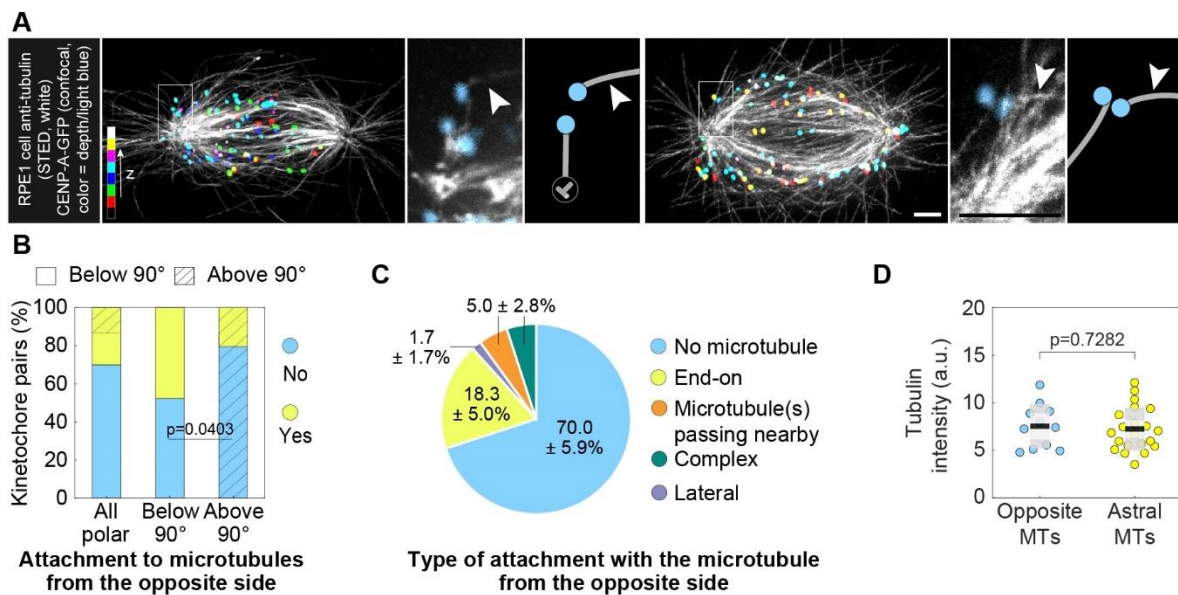 A
RPE1 cell anti-tubulin
(STED, white)
CENP-A-GFP (confocal,
color = depth/light blue)
z
B
Below 90° Above 90°
Kinetochore pairs (%)
100
80
60
40
20
0
p=0.0403
No
Yes
All
polar
Below
90°
Above
90°
Attachment to microtubules
from the opposite side
C
5.0 ± 2.8%
1.7
± 1.7%
18.3
± 5.0%
70.0
± 5.9%
No microtubule
End-on
Microtubule(s)
passing nearby
Complex
Lateral
Type of attachment with the microtubule
from the opposite side
D
Tubulin
intensity (a.u.)
20
15
10
5
0
p=0.7282
Opposite
MTs
Astral
MTs